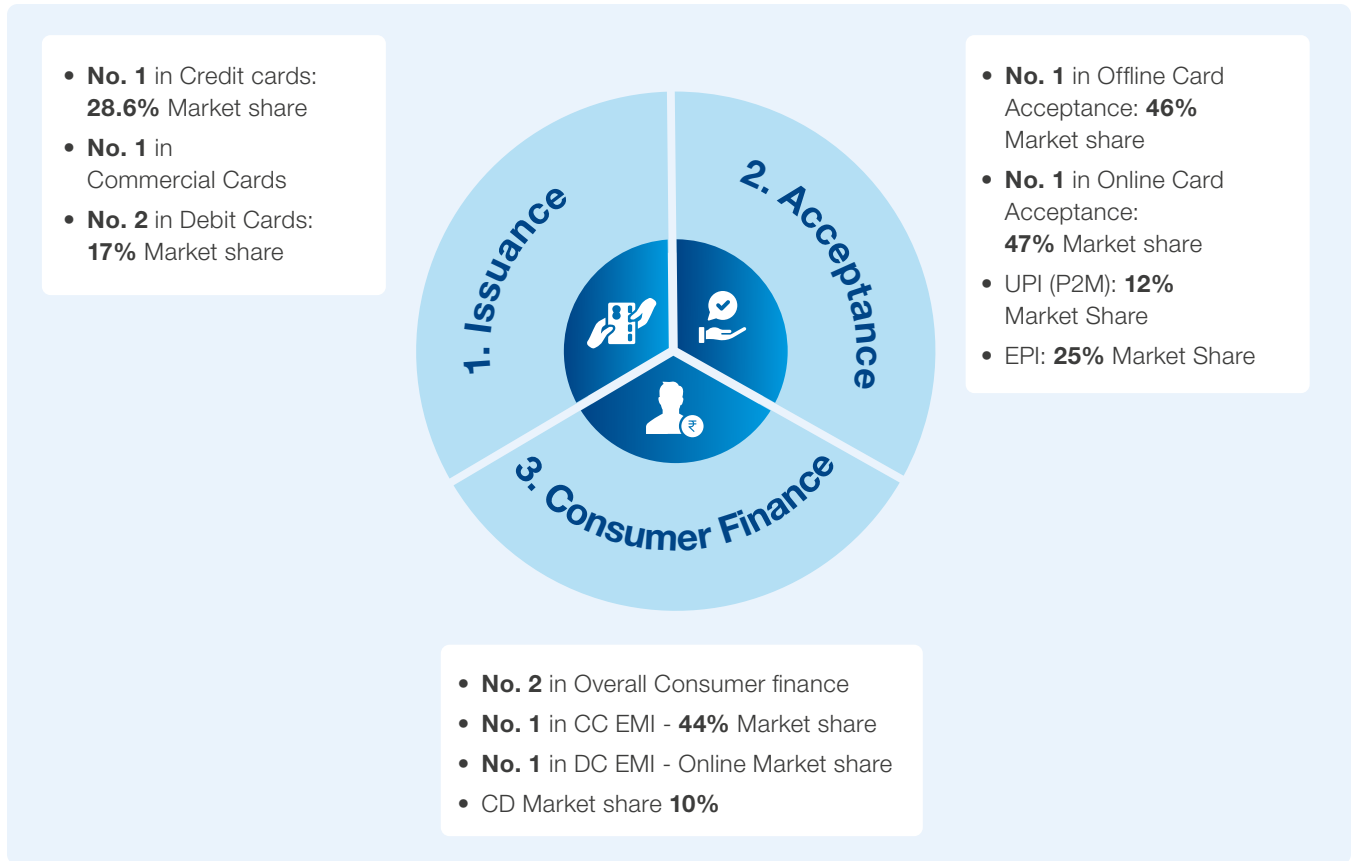 • No. 1 in Credit cards:
28.6% Market share
• No. 1 in
Commercial Cards
• No. 2 in Debit Cards:
17% Market share
1. Issuance
2. Acceptance
3. Consumer Finance
₹
• No. 1 in Offline Card
Acceptance: 46%
Market share
• No. 1 in Online Card
Acceptance:
47% Market share
• UPI (P2M): 12%
Market Share
• EPI: 25% Market Share
• No. 2 in Overall Consumer finance
• No. 1 in CC EMI - 44% Market share
• No. 1 in DC EMI - Online Market share
• CD Market share 10%